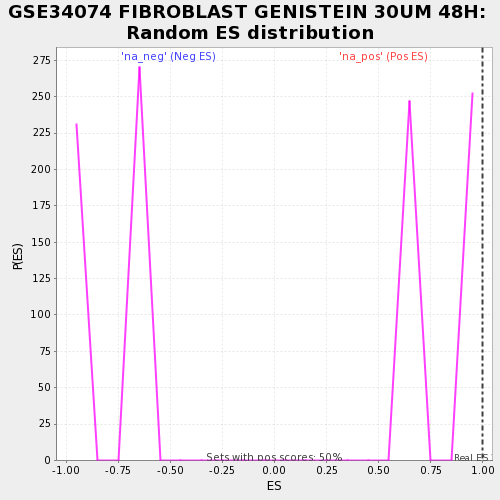 GSE34074 FIBROBLAST GENISTEIN 30UM 48H:
Random ES distribution
'na_neg' (Neg ES)
'na_pos' (Pos ES)
275
250
225
200
175
150
125
100
75
50
25
0
P(ES)
Sets with pos scores: 50%
Real ES
-1.00
-0.75
-0.50
-0.25
0.00
0.25
0.50
0.75
1.00
ES